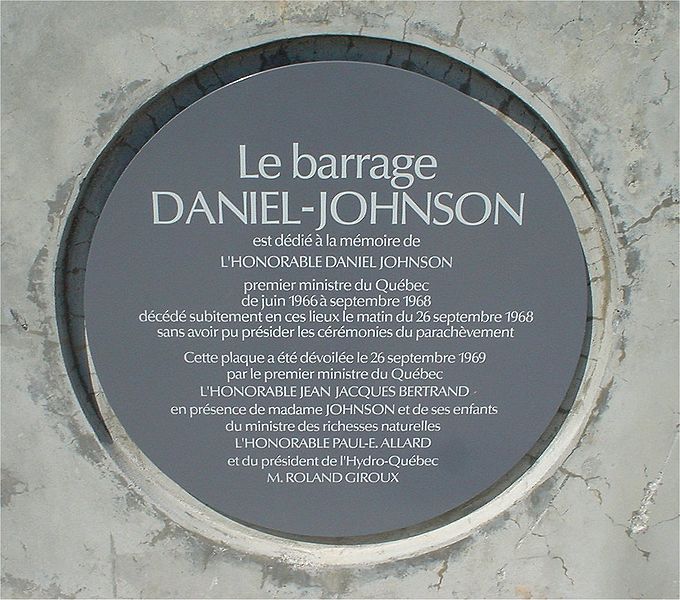 Le barrage
DANIEL-JOHNSON
est dédié à la mémoire de
L'HONORABLE DANIEL JOHNSON
premier ministre du Québec
de juin 1966 à septembre 1968
décédé subitement en ces lieux le matin du 26 septembre 1968
sans avoir pu présider les cérémonies du parachèvement
Cette plaque a été dévoilée le 26 septembre 1969
par le premier ministre du Québec
L'HONORABLE JEAN JACQUES BERTRAND
en présence de madame JOHNSON et de ses enfants
du ministre des richesses naturelles
L'HONORABLE PAUL-E. ALLARD
et du président de l'Hydro-Québec
M. ROLAND GIROUX